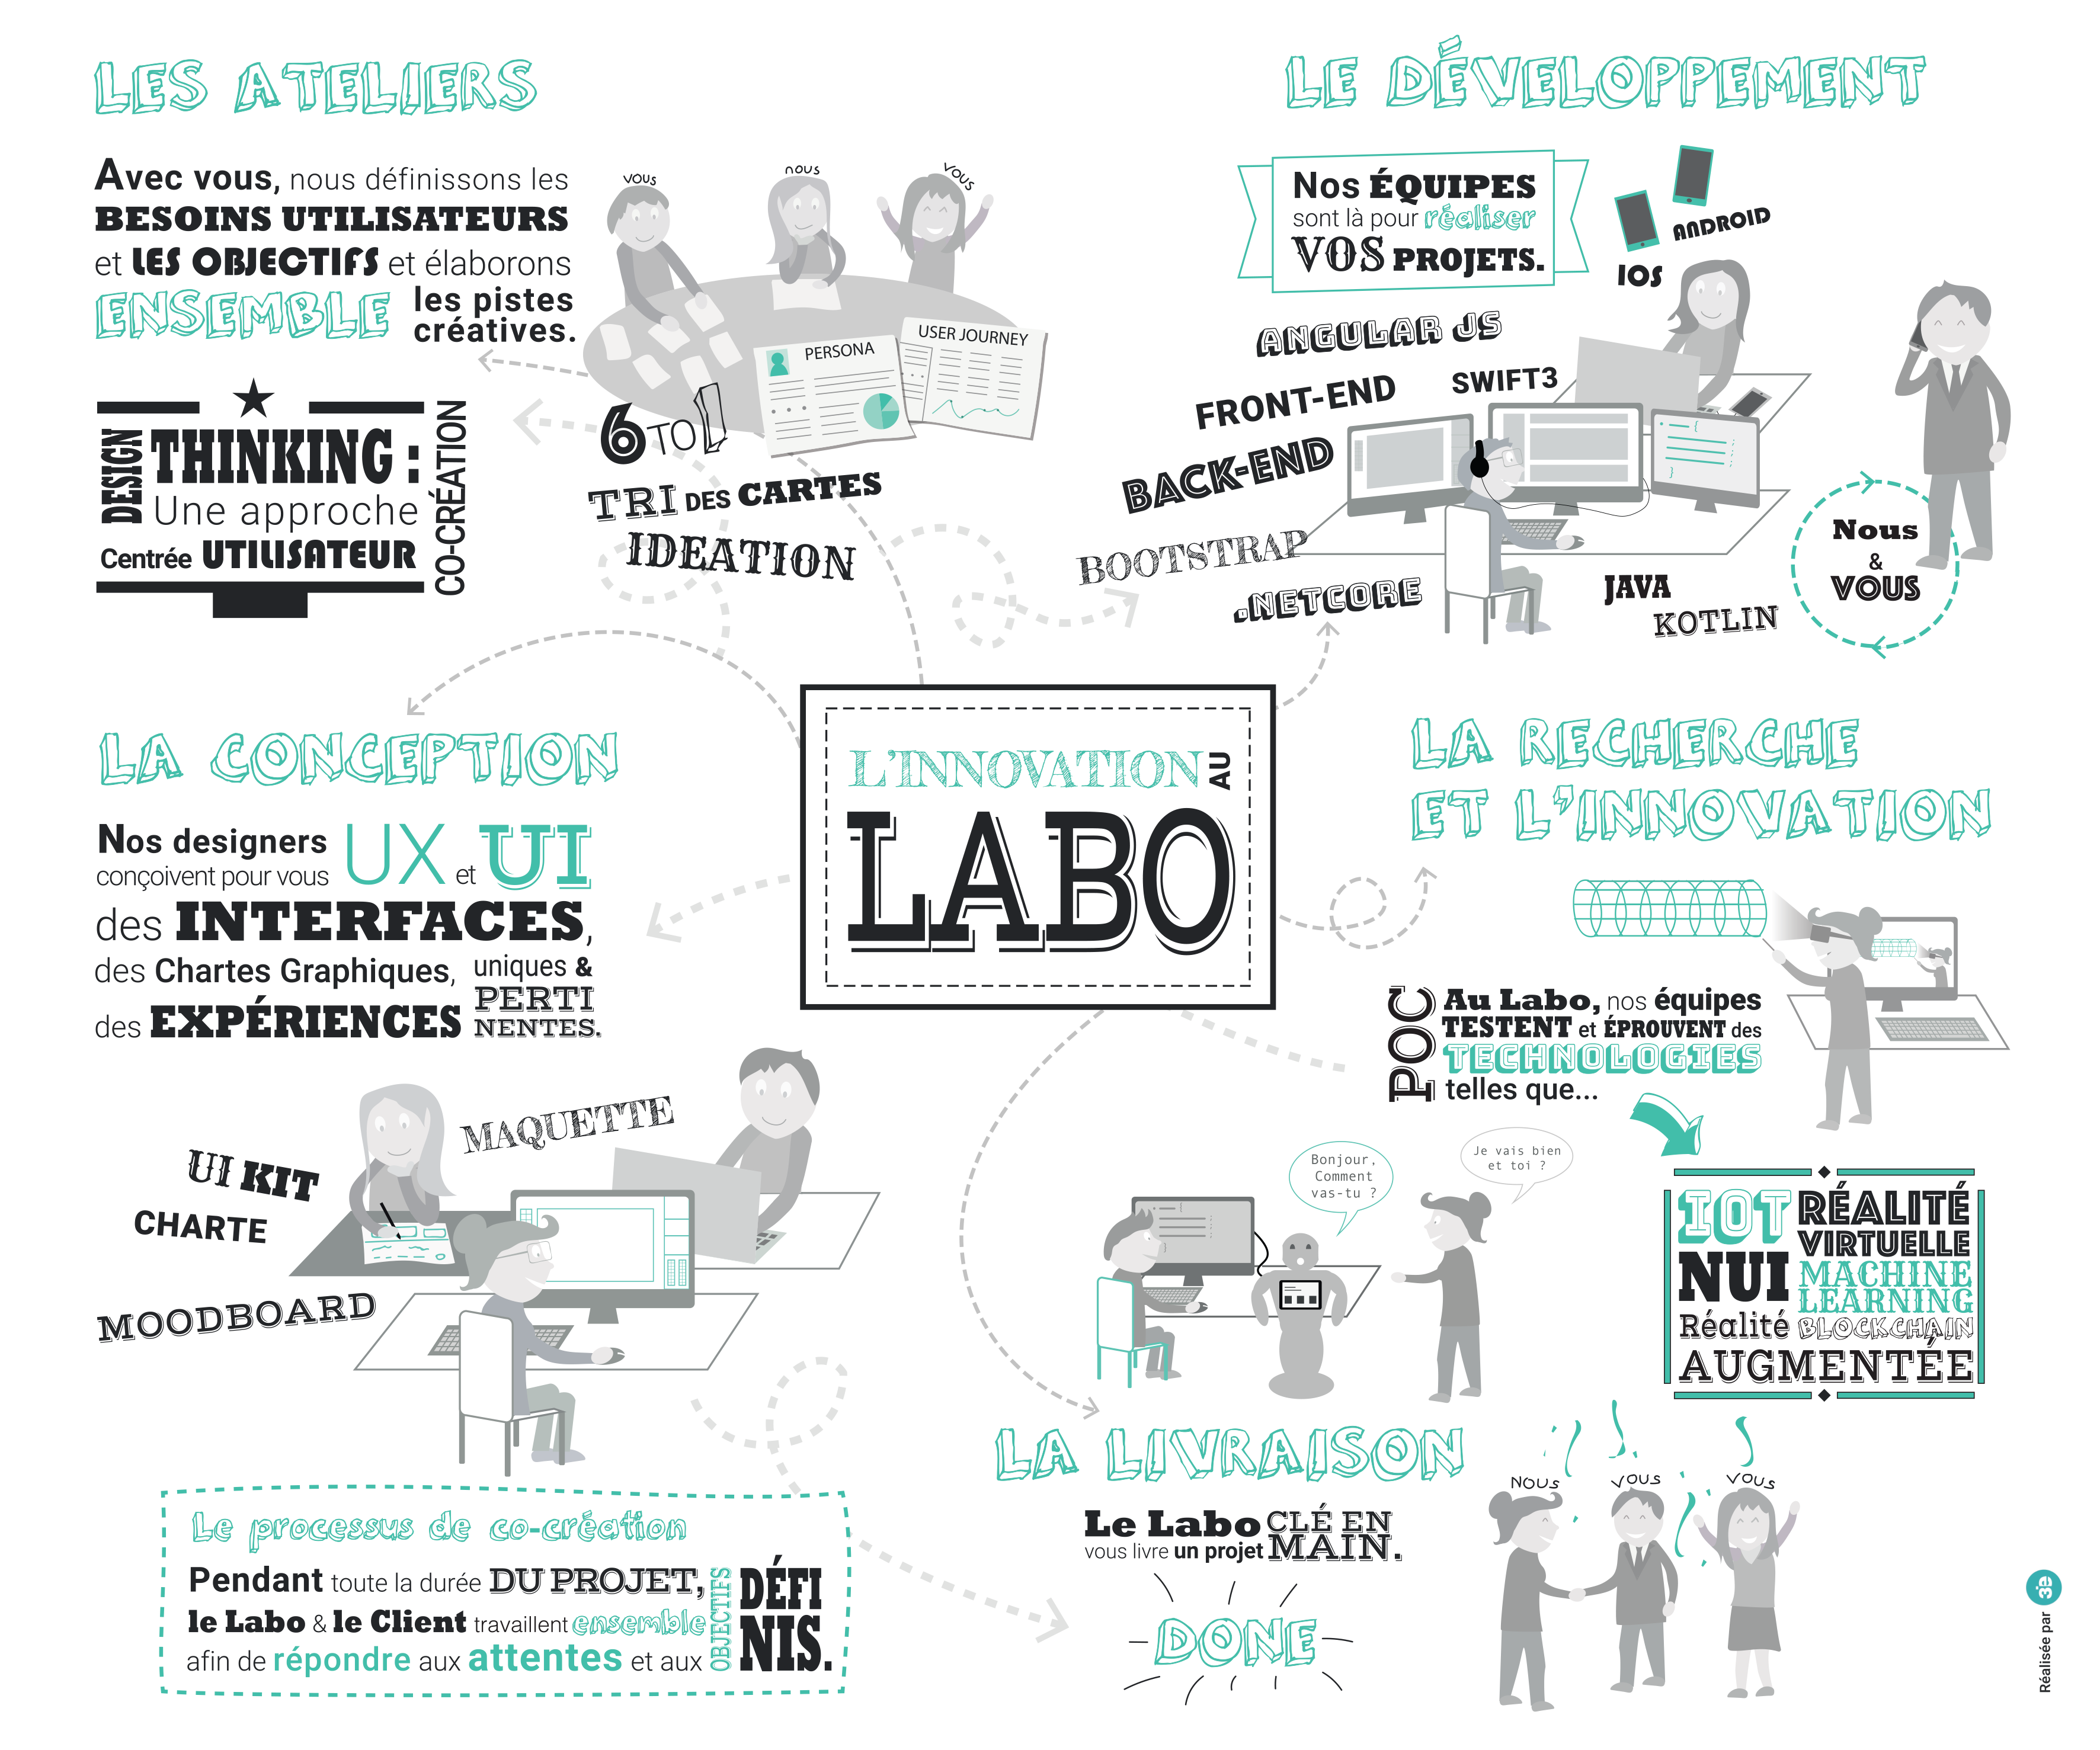 LES ATELIERS
Avec vous, nous définissons les
BESOINS UTILISATEURS
et LES OBJECTIFS et élaborons
ENSEMBLE les pistes
créatives.
vous
nous
vous
PERSONA
USER JOURNEY
DESIGN
THINKING :
Une approche
Centrée UTILISATEUR
CO-CRÉATION
6 TO 1
TRI DES CARTES
IDEATION
LE DÉVELOPPEMENT
Nos ÉQUIPES
sont là pour réaliser
VOS PROJETS.
ANDROID
IOS
ANGULAR JS
FRONT-END
SWIFT3
BACK-END
BOOTSTRAP
.NETCORE
JAVA
KOTLIN
Nous
&
VOUS
L'INNOVATION AU
LABO
LA CONCEPTION
Nos designers UX et UI
conçoivent pour vous
des INTERFACES,
des Chartes Graphiques, uniques &
des EXPÉRIENCES PERTI
NENTES.
MAQUETTE
UI KIT
CHARTE
MOODBOARD
Le processus de co-création
Pendant toute la durée DU PROJET,
le Labo & le Client travaillent ensemble
afin de répondre aux attentes et aux
OBJECTIFS
DÉFI
NIS.
LA RECHERCHE
ET L'INNOVATION
POC
Au Labo, nos équipes
TESTENT et ÉPROUVENT des
TECHNOLOGIES
telles que...
Bonjour,
Comment
vas-tu ?
Je vais bien
et toi ?
IOT RÉALITÉ
VIRTUELLE
NUI MACHINE
LEARNING
Réalité BLOCKCHAIN
AUGMENTÉE
LA LIVRAISON
Le Labo CLÉ EN
vous livre un projet MAIN.
DONE
NOUS
VOUS
VOUS
Réalisée par